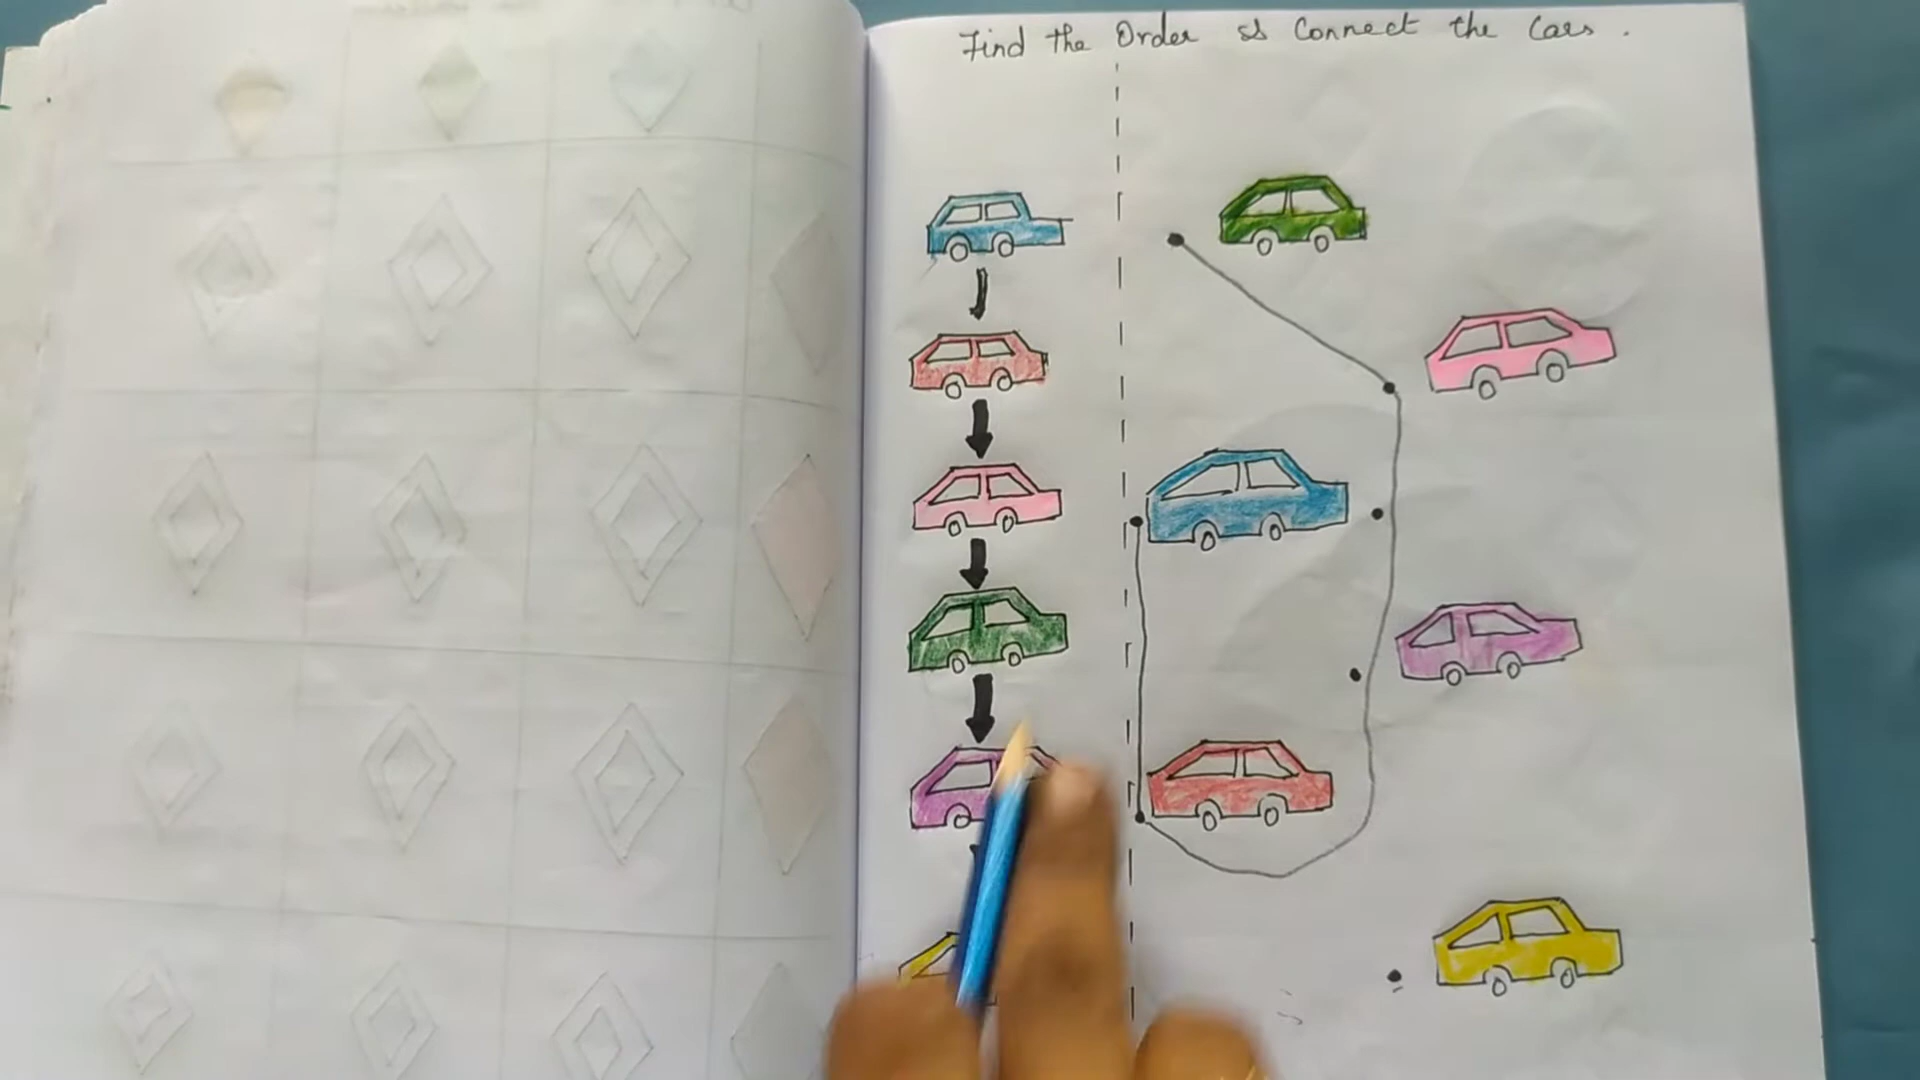 Find the Order & Connect the Cars .